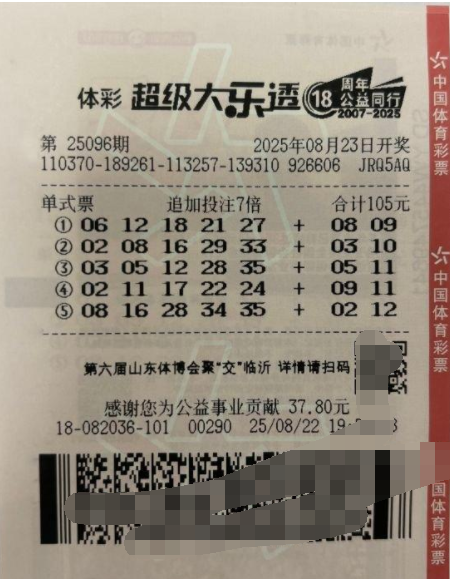 体彩 超级大乐透 18 周年 公益同行 2007-2025
第 25096期 2025年08月23日开奖
110370-189261-113257-139310 926606 JRQ5AQ
单式票 追加投注7倍 合计105元
① 06 12 18 21 27 + 08 09
② 02 08 16 29 33 + 03 10
③ 03 05 12 28 35 + 05 11
④ 02 11 17 22 24 + 09 11
⑤ 08 16 28 34 35 + 02 12
第六届山东体博会聚“交”临沂 详情请扫码
感谢您为公益事业贡献 37.80元
18-082036-101 00290 25/08/22
中国体育彩票
中国体育彩票
国体育彩票